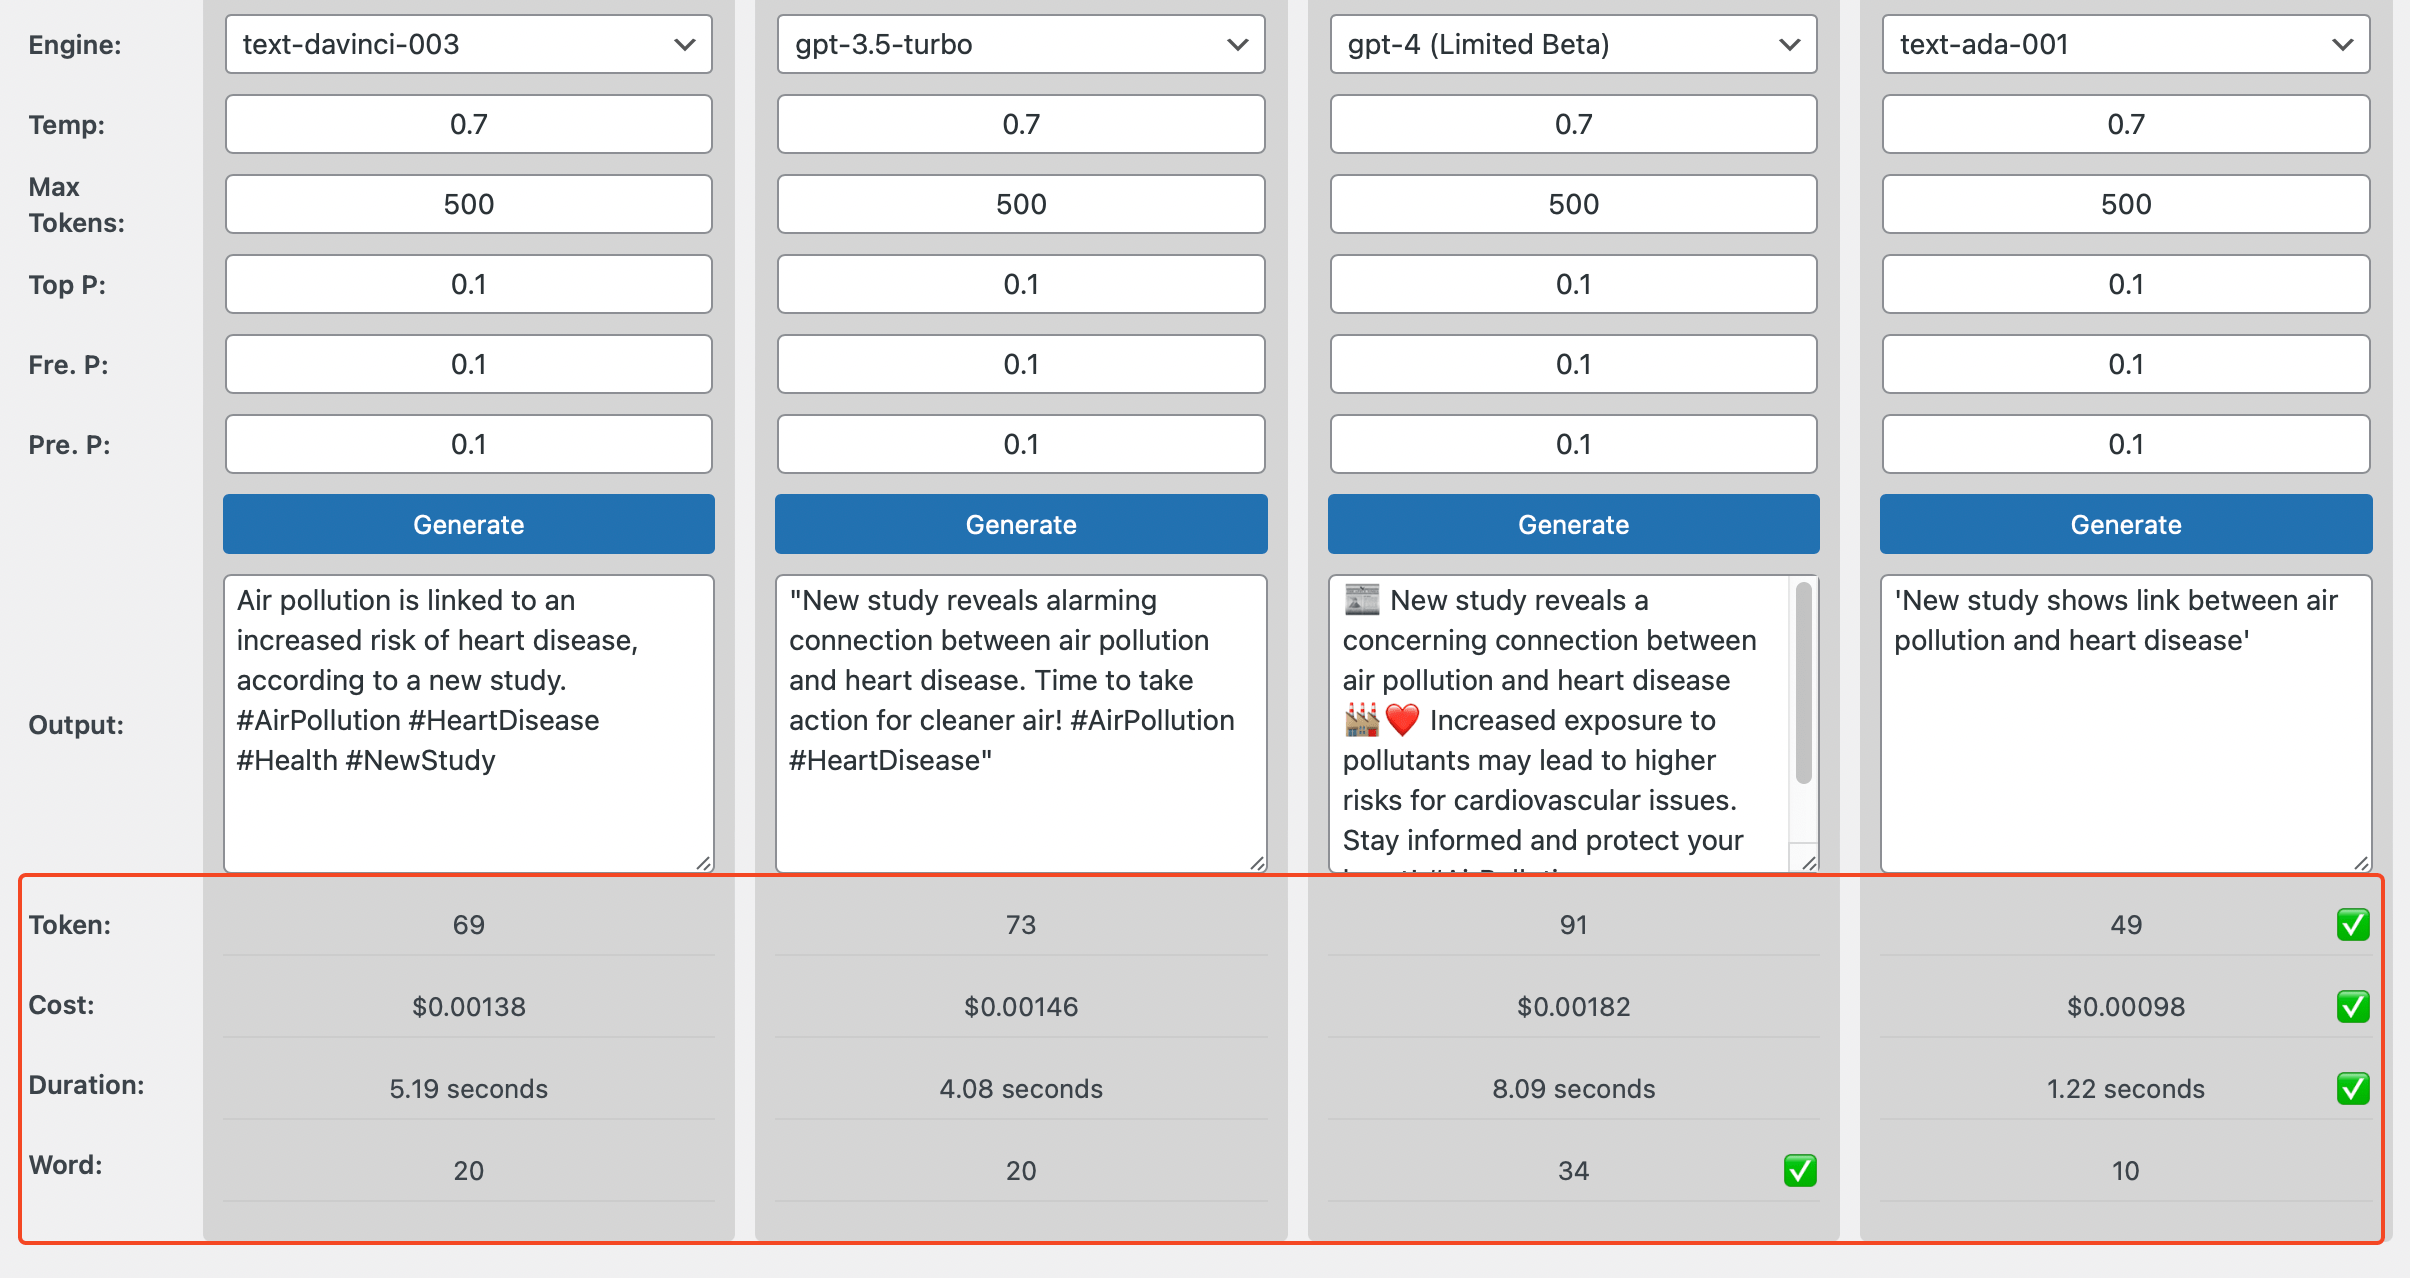 Engine: text-davinci-003 gpt-3.5-turbo gpt-4 (Limited Beta) text-ada-001
Temp: 0.7 0.7 0.7 0.7
Max
Tokens: 500 500 500 500
Top P: 0.1 0.1 0.1 0.1
Fre. P: 0.1 0.1 0.1 0.1
Pre. P: 0.1 0.1 0.1 0.1
Generate Generate Generate Generate
Output:
Air pollution is linked to an
increased risk of heart disease,
according to a new study.
#AirPollution #HeartDisease
#Health #NewStudy
"New study reveals alarming
connection between air pollution
and heart disease. Time to take
action for cleaner air! #AirPollution
#HeartDisease"
📰 New study reveals a
concerning connection between
air pollution and heart disease
🏭❤️ Increased exposure to
pollutants may lead to higher
risks for cardiovascular issues.
Stay informed and protect your
'New study shows link between air
pollution and heart disease'
Token: 69 73 91 49 ✅
Cost: $0.00138 $0.00146 $0.00182 $0.00098 ✅
Duration: 5.19 seconds 4.08 seconds 8.09 seconds 1.22 seconds ✅
Word: 20 20 34 ✅ 10